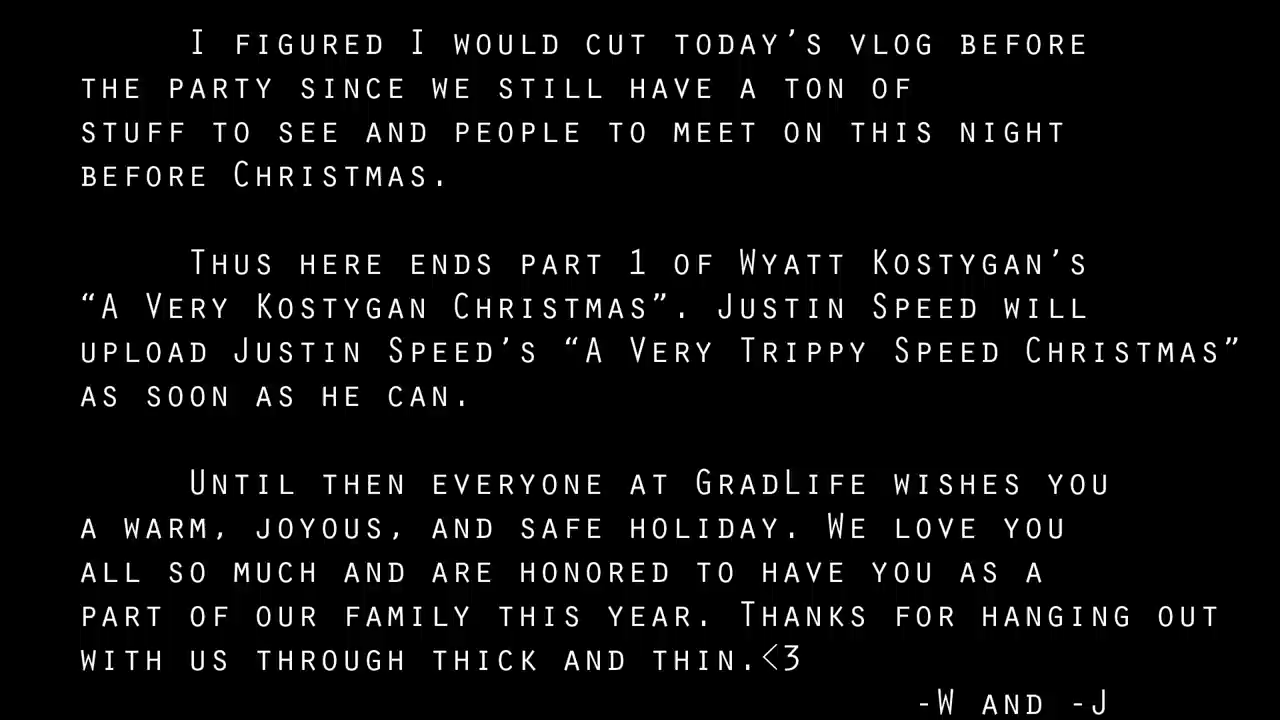 I figured I would cut today’s vlog before
the party since we still have a ton of
stuff to see and people to meet on this night
before Christmas.
Thus here ends part 1 of Wyatt Kostygan’s
“A Very Kostygan Christmas”. Justin Speed will
upload Justin Speed’s “A Very Trippy Speed Christmas”
as soon as he can.
Until then everyone at GradLife wishes you
a warm, joyous, and safe holiday. We love you
all so much and are honored to have you as a
part of our family this year. Thanks for hanging out
with us through thick and thin.<3
-W and -J